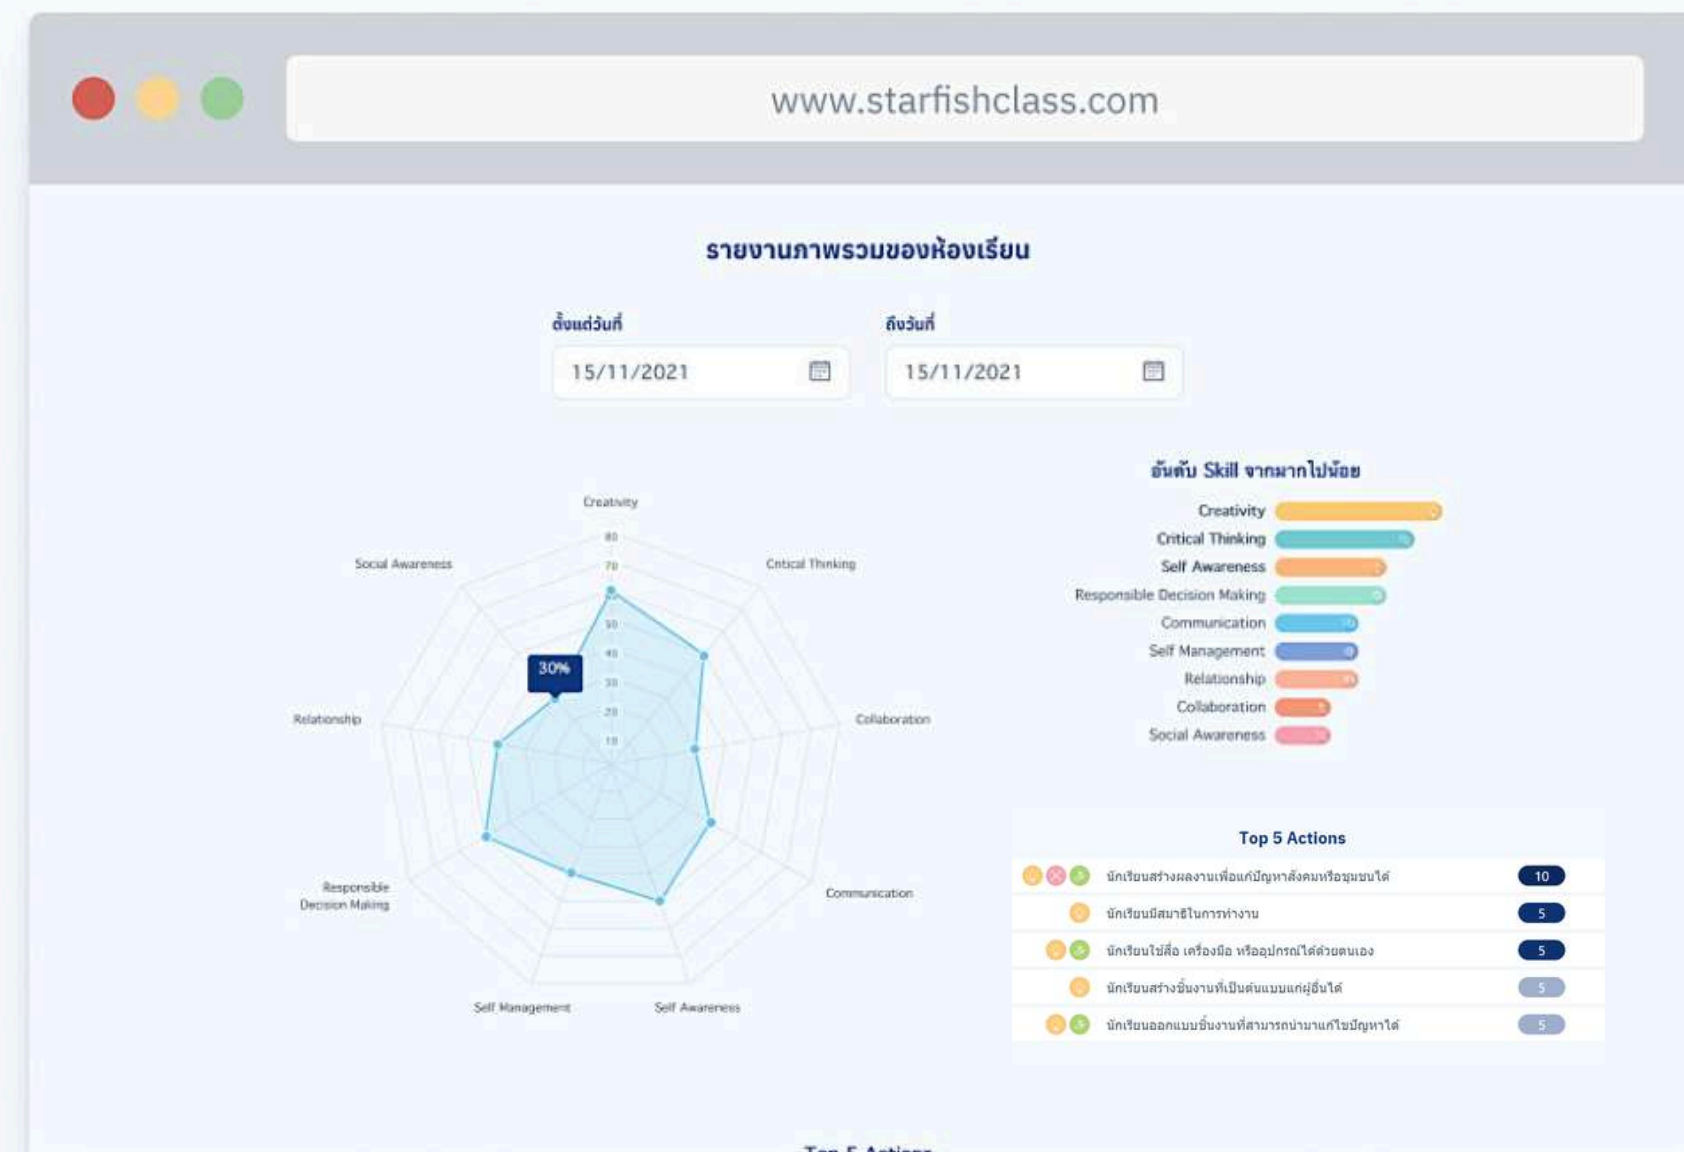 www.starfishclass.com
รายงานภาพรวมของห้องเรียน
ตั้งแต่วันที่
ถึงวันที่
15/11/2021
15/11/2021
Creativity
Social Awareness
Critical Thinking
80
70
50
40
30
20
10
30%
Relationship
Collaboration
Responsible
Decision Making
Communication
Self Management
Self Awareness
อันดับ Skill จากมากไปน้อย
Creativity
Critical Thinking
Self Awareness
Responsible Decision Making
Communication
Self Management
Relationship
Collaboration
Social Awareness
Top 5 Actions
นักเรียนสร้างผลงานเพื่อแก้ปัญหาสังคมหรือชุมชนได้ 10
นักเรียนมีสมาธิในการทำงาน 5
นักเรียนใช้สื่อ เครื่องมือ หรืออุปกรณ์ได้ด้วยตนเอง 5
นักเรียนสร้างชิ้นงานที่เป็นต้นแบบแก่ผู้อื่นได้ 5
นักเรียนออกแบบชิ้นงานที่สามารถนำมาแก้ไขปัญหาได้ 5
Top 5 Actions